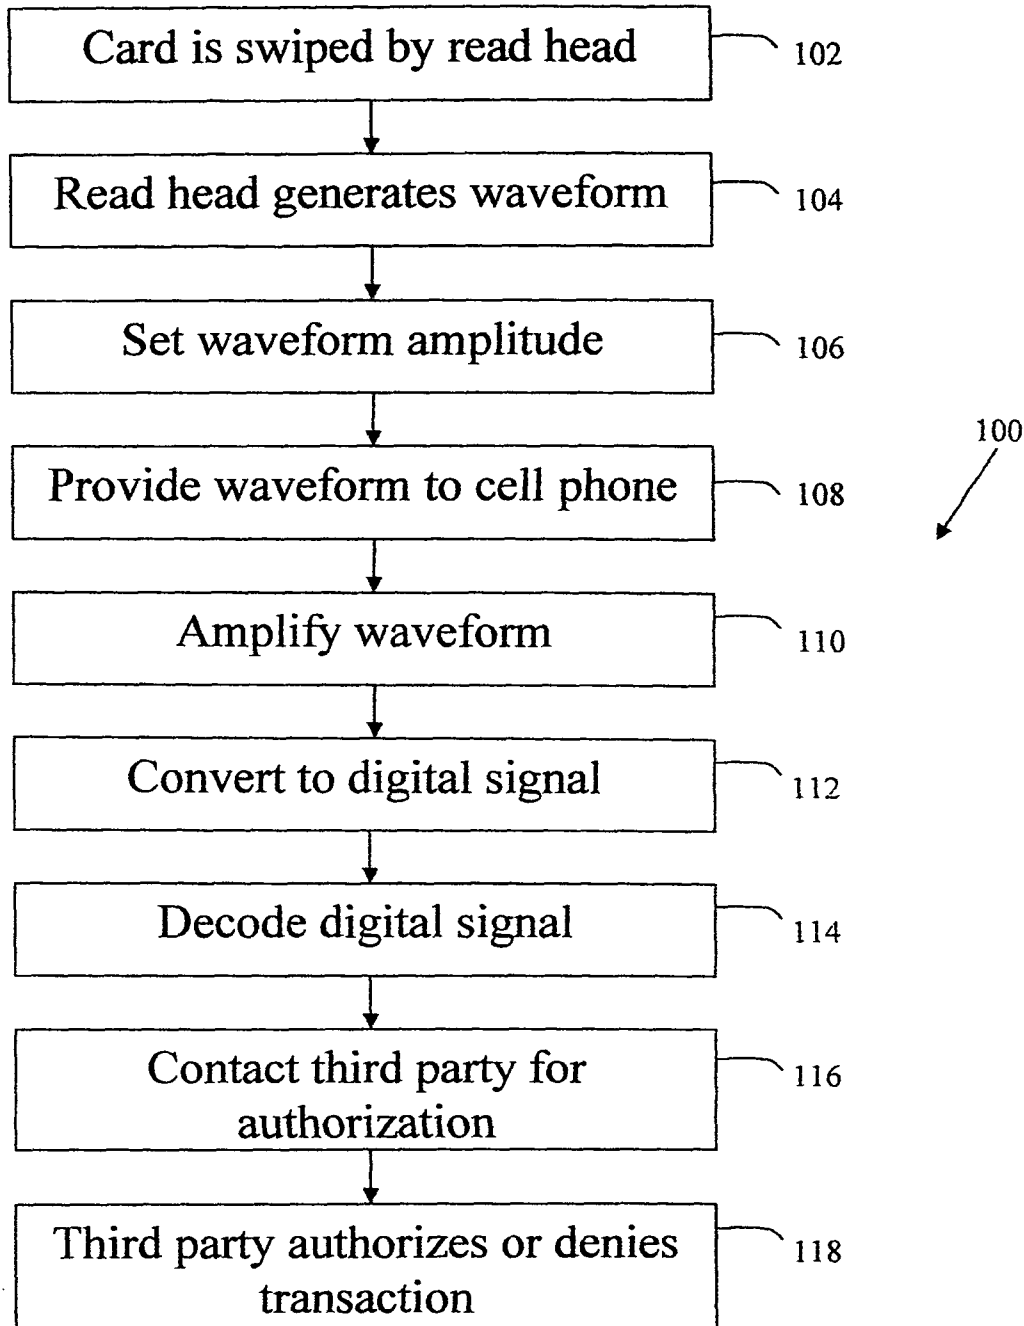 Card is swiped by read head
102
Read head generates waveform
104
Set waveform amplitude
106
100
Provide waveform to cell phone
108
Amplify waveform
110
Convert to digital signal
112
Decode digital signal
114
Contact third party for
authorization
116
Third party authorizes or denies
transaction
118